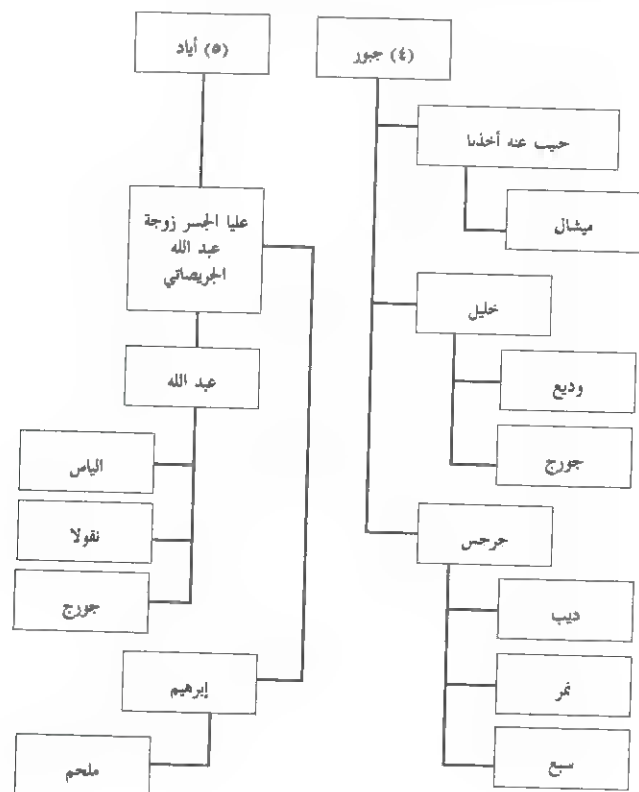 (٤) جبور
حبيب عنه أخذنا
ميشال
خليل
وديع
جورج
جرجس
ديب
نمر
سبع
(٥) أياد
عليا الجسر زوجة
عبد الله
الجريصاتي
عبد الله
الياس
نقولا
جورج
إبرهيم
ملحم